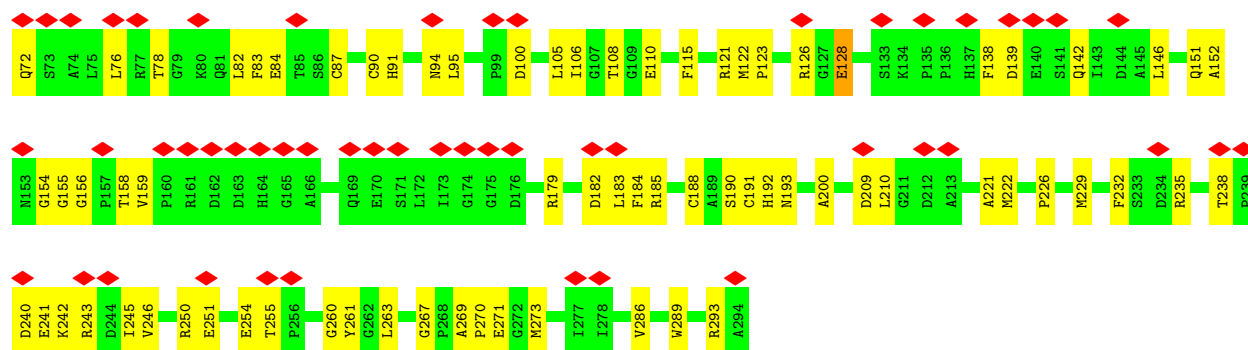 Q72 S73 A74 L75 L76 R77 T78 G79 K80 Q81 L82 F83 E84 T85 S86 C87 C90 H91 N94 L95 P99 D100 L105 I106 G107 T108 G109 E110 F115 R121 M122 P123 R126 G127 E128 S133 K134 P135 P136 H137 F138 D139 E140 S141 Q142 I143 D144 A145 L146 Q151 A152
N153 G154 G155 G156 P157 T158 V159 P160 R161 D162 D163 H164 G165 A166 Q169 E170 S171 L172 I173 G174 G175 D176 R179 D182 L183 F184 R185 C188 A189 S190 C191 H192 N193 A200 D209 L210 G211 D212 A213 A221 M222 P226 M229 F232 S233 D234 R235 T238 P239
D240 E241 K242 R243 D244 I245 V246 R250 E251 E254 T255 P256 G260 Y261 G262 L263 G267 P268 A269 P270 E271 G272 M273 I277 I278 V286 W289 R293 A294